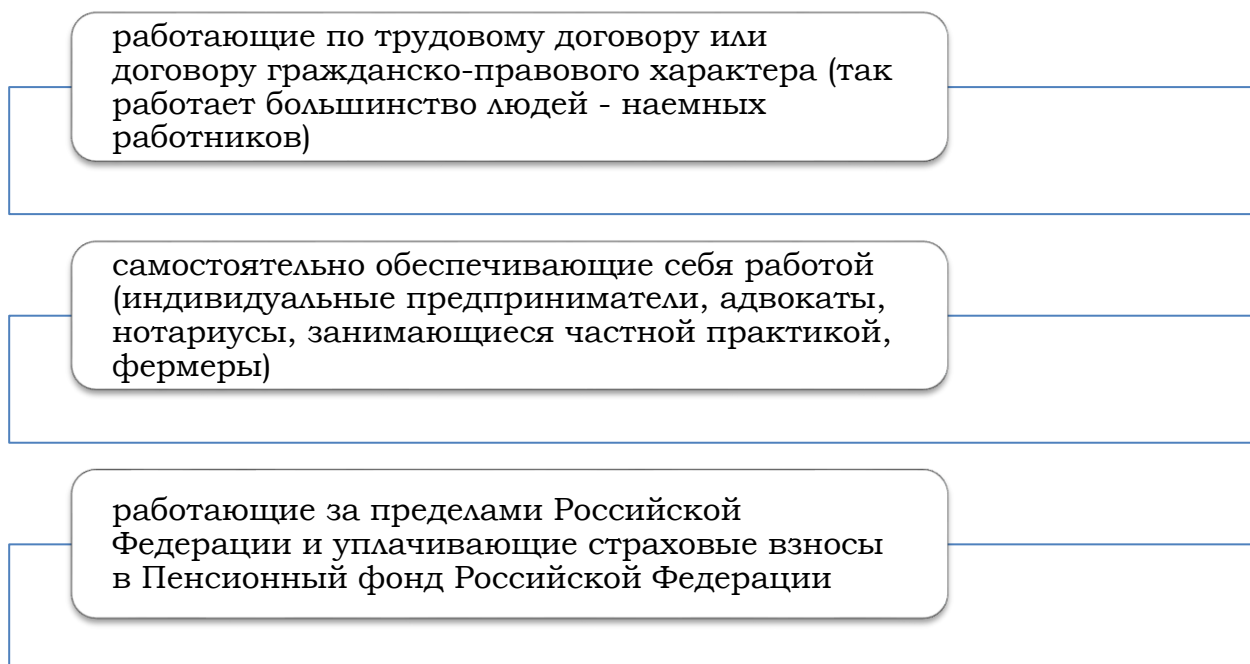 работающие по трудовому договору или
договору гражданско-правового характера (так
работает большинство людей - наемных
работников)
самостоятельно обеспечивающие себя работой
(индивидуальные предприниматели, адвокаты,
нотариусы, занимающиеся частной практикой,
фермеры)
работающие за пределами Российской
Федерации и уплачивающие страховые взносы
в Пенсионный фонд Российской Федерации